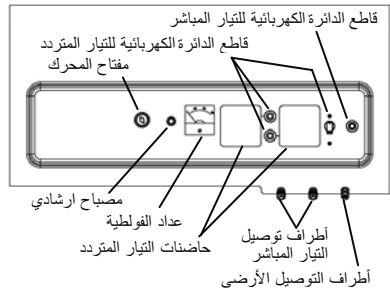 قاطع الدائرة الكهربائية للتيار المباشر
قاطع الدائرة الكهربائية للتيار المتردد
مفتاح المحرك
مصباح ارشادي
عداد الفولطية
حاضنات التيار المتردد
أطراف توصيل
التيار المباشر
أطراف التوصيل الأرضي